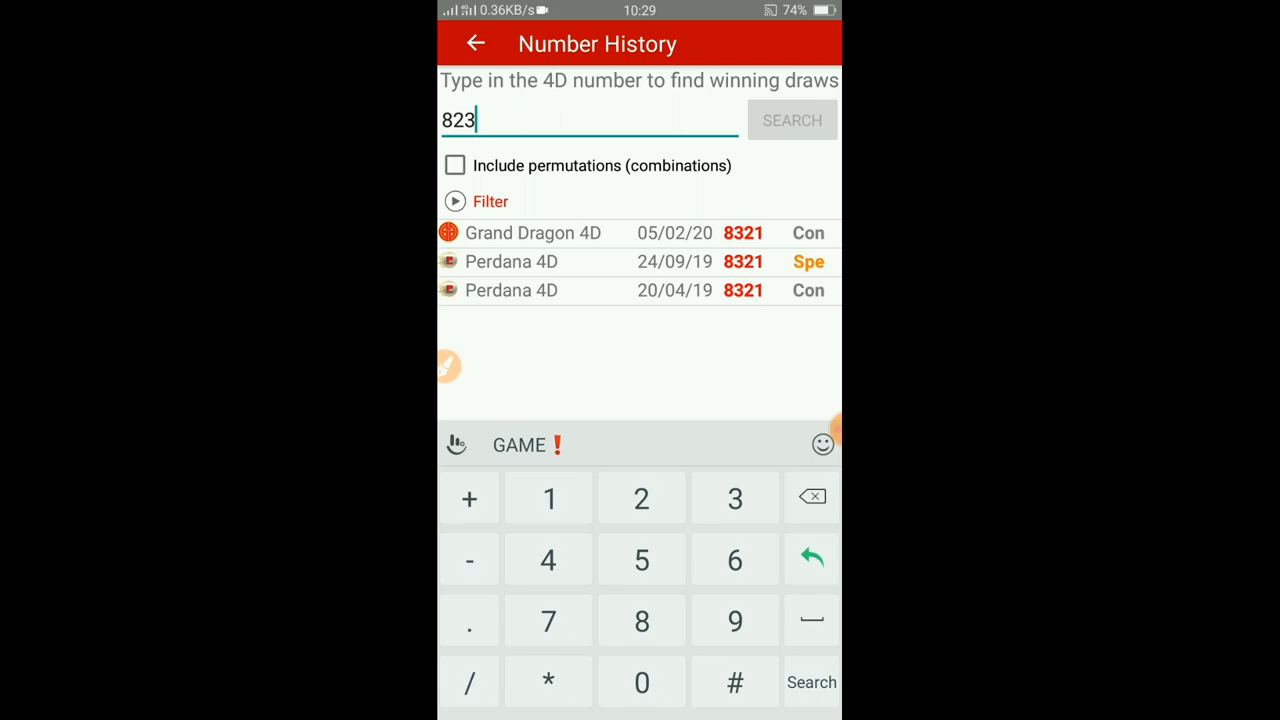 0.36KB/s 10:29 74%
Number History
Type in the 4D number to find winning draws
823 SEARCH
Include permutations (combinations)
Filter
Grand Dragon 4D 05/02/20 8321 Con
Perdana 4D 24/09/19 8321 Spe
Perdana 4D 20/04/19 8321 Con
GAME❗
+ 1 2 3
- 4 5 6
. 7 8 9
/ * 0 # Search